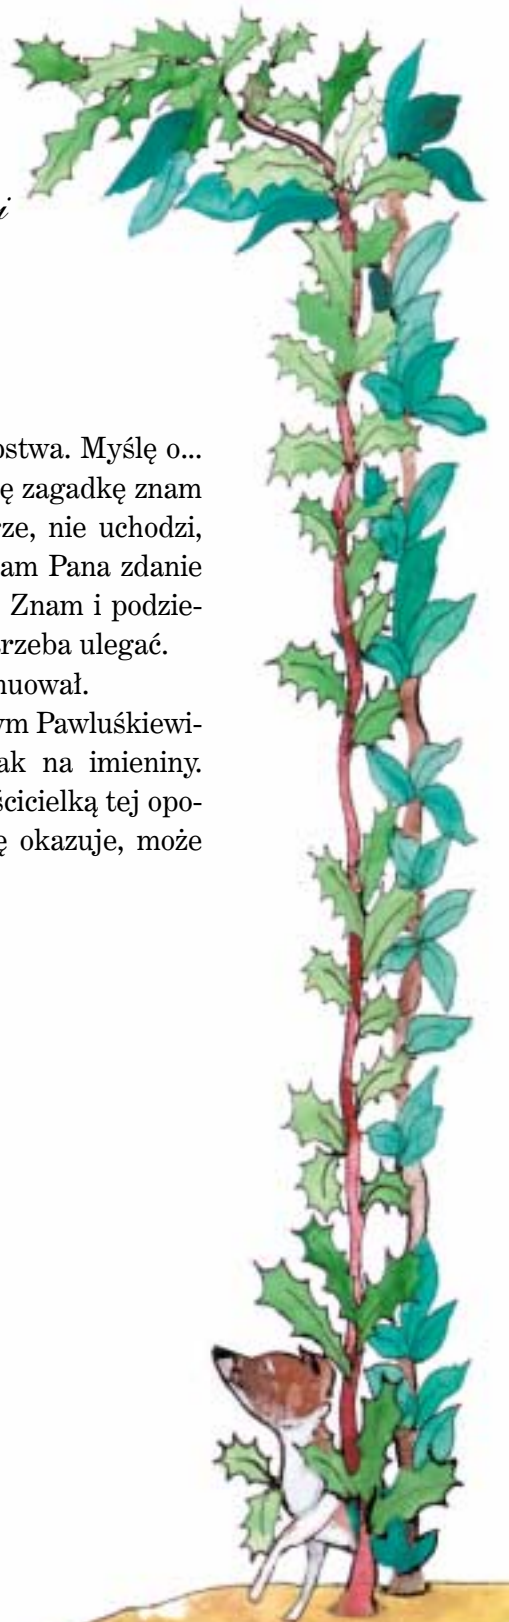 i
ostwa. Myślę o...
ę zagadkę znam
rze, nie uchodzi,
am Pana zdanie
Znam i podzie-
rzeba ulegać.
nuował.
ym Pawluśkiewi-
ak na imieniny.
ścicielką tej opo-
ę okazuje, może